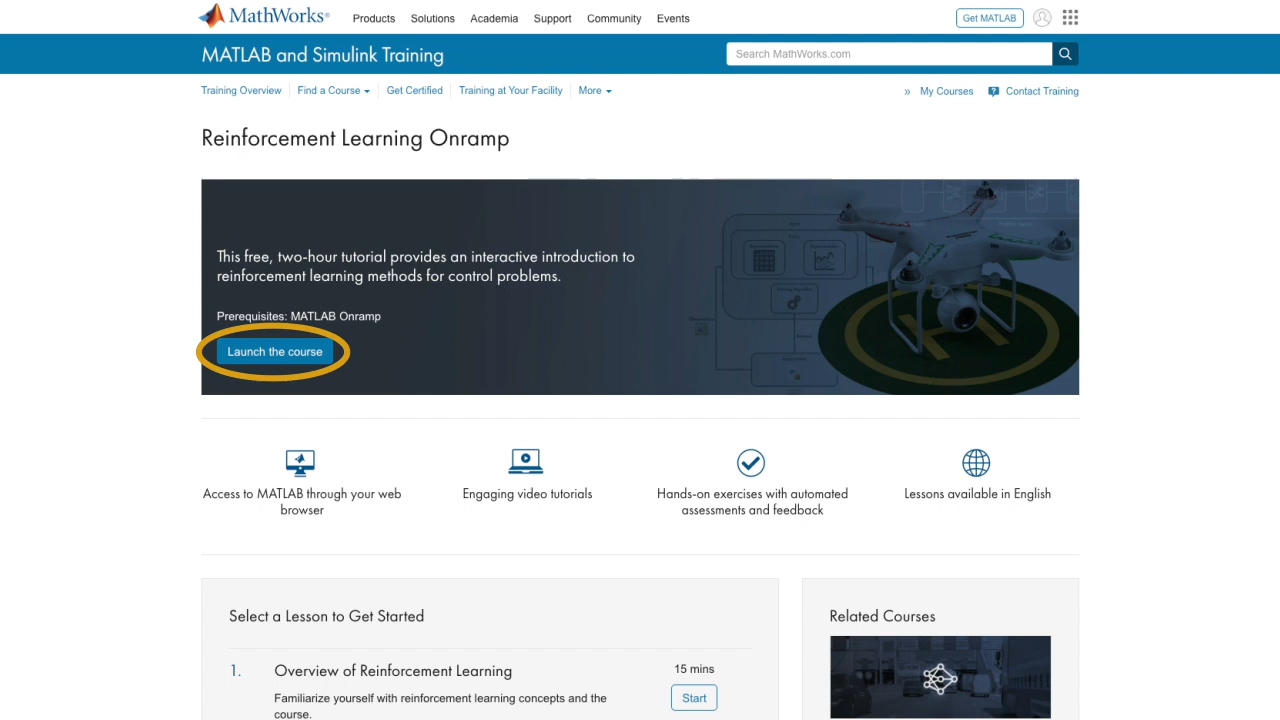 MathWorks®
Products Solutions Academia Support Community Events
Get MATLAB
MATLAB and Simulink Training
Search MathWorks.com
Training Overview Find a Course Get Certified Training at Your Facility More
» My Courses Contact Training
Reinforcement Learning Onramp
This free, two-hour tutorial provides an interactive introduction to
reinforcement learning methods for control problems.
Prerequisites: MATLAB Onramp
Launch the course
Access to MATLAB through your web
browser
Engaging video tutorials
Hands-on exercises with automated
assessments and feedback
Lessons available in English
Select a Lesson to Get Started
1. Overview of Reinforcement Learning
15 mins
Familiarize yourself with reinforcement learning concepts and the
course.
Start
Related Courses